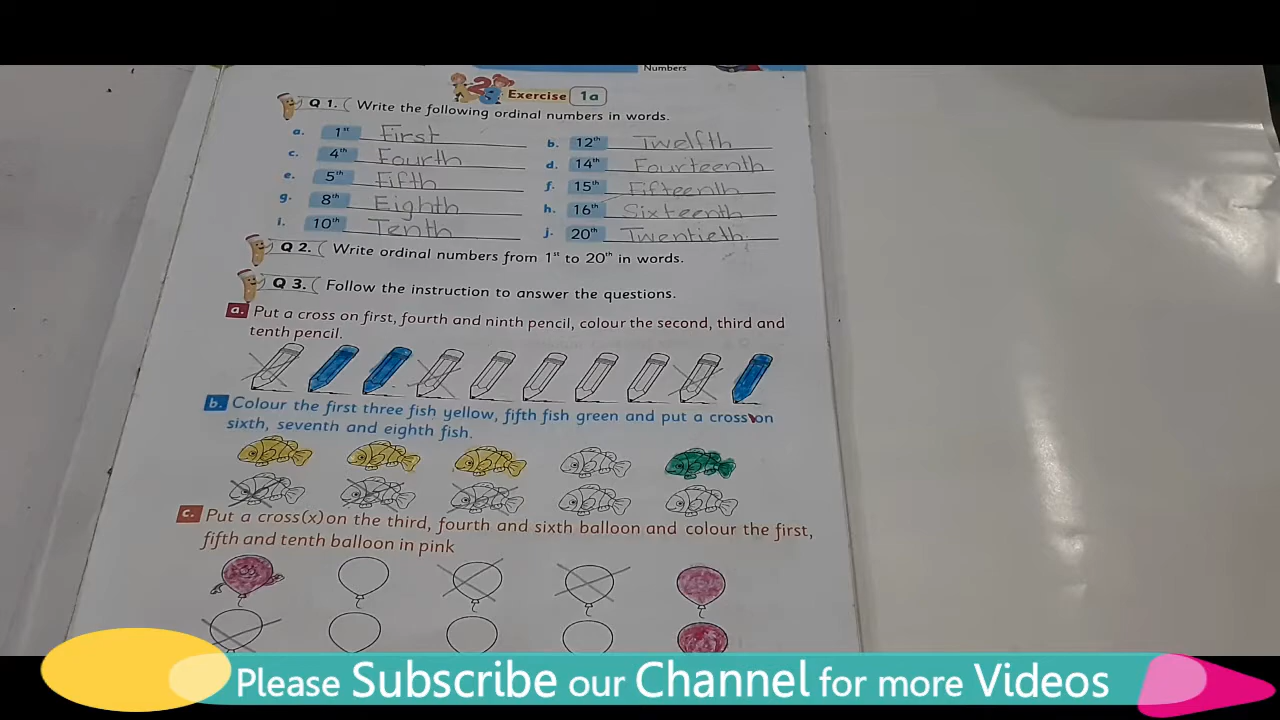 Numbers
Exercise 1a
Q 1. Write the following ordinal numbers in words.
a. 1st First b. 12th Twelfth
c. 4th Fourth d. 14th Fourteenth
e. 5th Fifth f. 15th Fifteenth
g. 8th Eighth h. 16th Sixteenth
i. 10th Tenth j. 20th Twentieth
Q 2. Write ordinal numbers from 1st to 20th in words.
Q 3. Follow the instruction to answer the questions.
a. Put a cross on first, fourth and ninth pencil, colour the second, third and
tenth pencil.
b. Colour the first three fish yellow, fifth fish green and put a cross on
sixth, seventh and eighth fish.
c. Put a cross(x) on the third, fourth and sixth balloon and colour the first,
fifth and tenth balloon in pink
Please Subscribe our Channel for more Videos